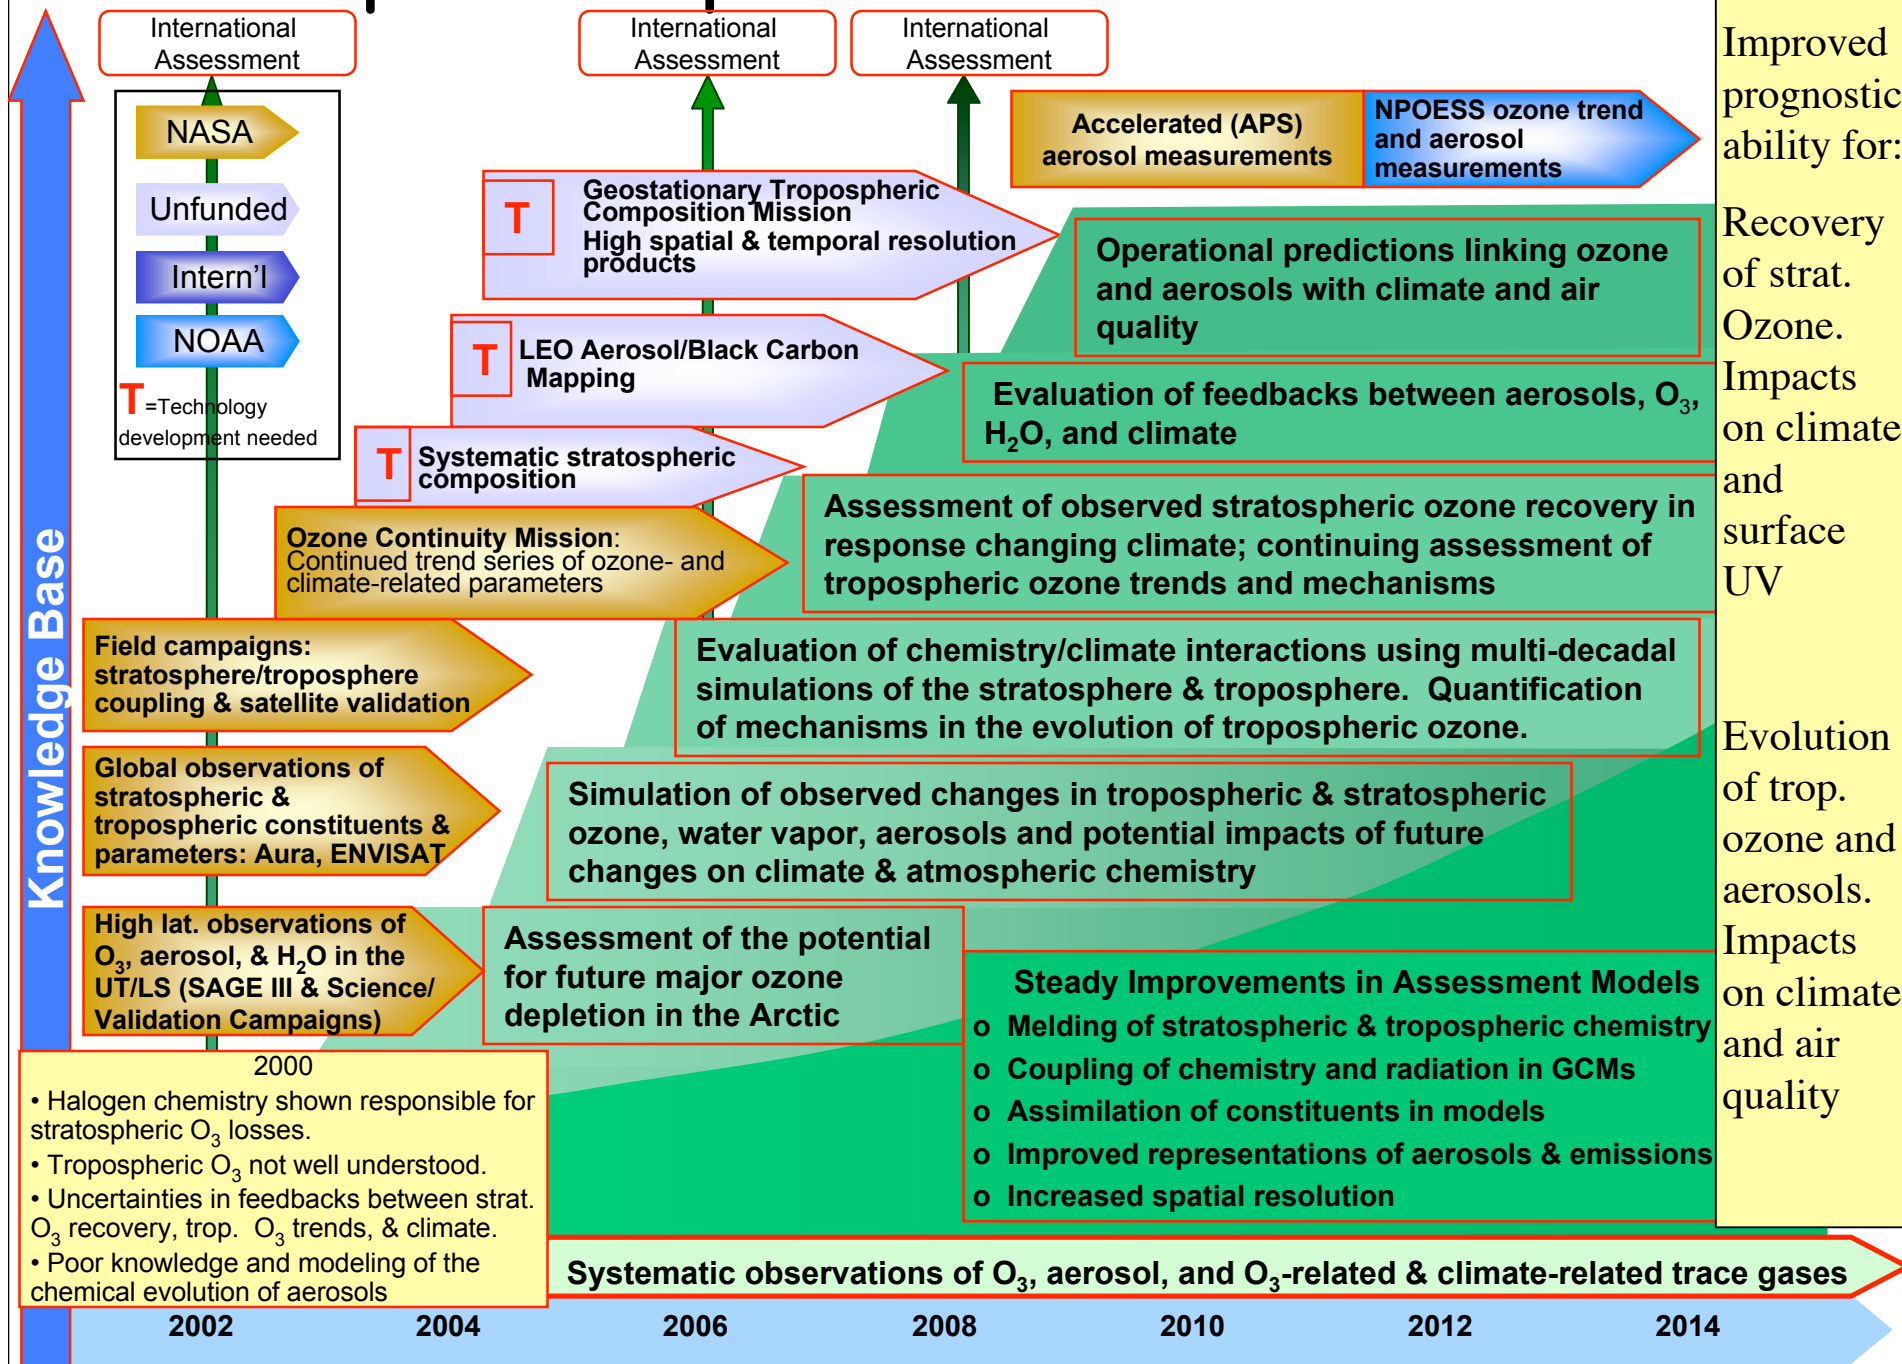 International
Assessment
International
Assessment
International
Assessment
NASA
Unfunded
Intern'l
NOAA
T=Technology
development needed
Accelerated (APS)
aerosol measurements
NPOESS ozone trend
and aerosol
measurements
T
Geostationary Tropospheric
Composition Mission
High spatial & temporal resolution
products
Operational predictions linking ozone
and aerosols with climate and air
quality
T
LEO Aerosol/Black Carbon
Mapping
Evaluation of feedbacks between aerosols, O3,
H2O, and climate
T
Systematic stratospheric
composition
Assessment of observed stratospheric ozone recovery in
response changing climate; continuing assessment of
tropospheric ozone trends and mechanisms
Ozone Continuity Mission:
Continued trend series of ozone- and
climate-related parameters
Field campaigns:
stratosphere/troposphere
coupling & satellite validation
Evaluation of chemistry/climate interactions using multi-decadal
simulations of the stratosphere & troposphere. Quantification
of mechanisms in the evolution of tropospheric ozone.
Global observations of
stratospheric &
tropospheric constituents &
parameters: Aura, ENVISAT
Simulation of observed changes in tropospheric & stratospheric
ozone, water vapor, aerosols and potential impacts of future
changes on climate & atmospheric chemistry
High lat. observations of
O3, aerosol, & H2O in the
UT/LS (SAGE III & Science/
Validation Campaigns)
Assessment of the potential
for future major ozone
depletion in the Arctic
Steady Improvements in Assessment Models
o Melding of stratospheric & tropospheric chemistry
o Coupling of chemistry and radiation in GCMs
o Assimilation of constituents in models
o Improved representations of aerosols & emissions
o Increased spatial resolution
2000
• Halogen chemistry shown responsible for
stratospheric O3 losses.
• Tropospheric O3 not well understood.
• Uncertainties in feedbacks between strat.
O3 recovery, trop. O3 trends, & climate.
• Poor knowledge and modeling of the
chemical evolution of aerosols
Systematic observations of O3, aerosol, and O3-related & climate-related trace gases
2002
2004
2006
2008
2010
2012
2014
Knowledge Base
Improved
prognostic
ability for:
Recovery
of strat.
Ozone.
Impacts
on climate
and
surface
UV
Evolution
of trop.
ozone and
aerosols.
Impacts
on climate
and air
quality